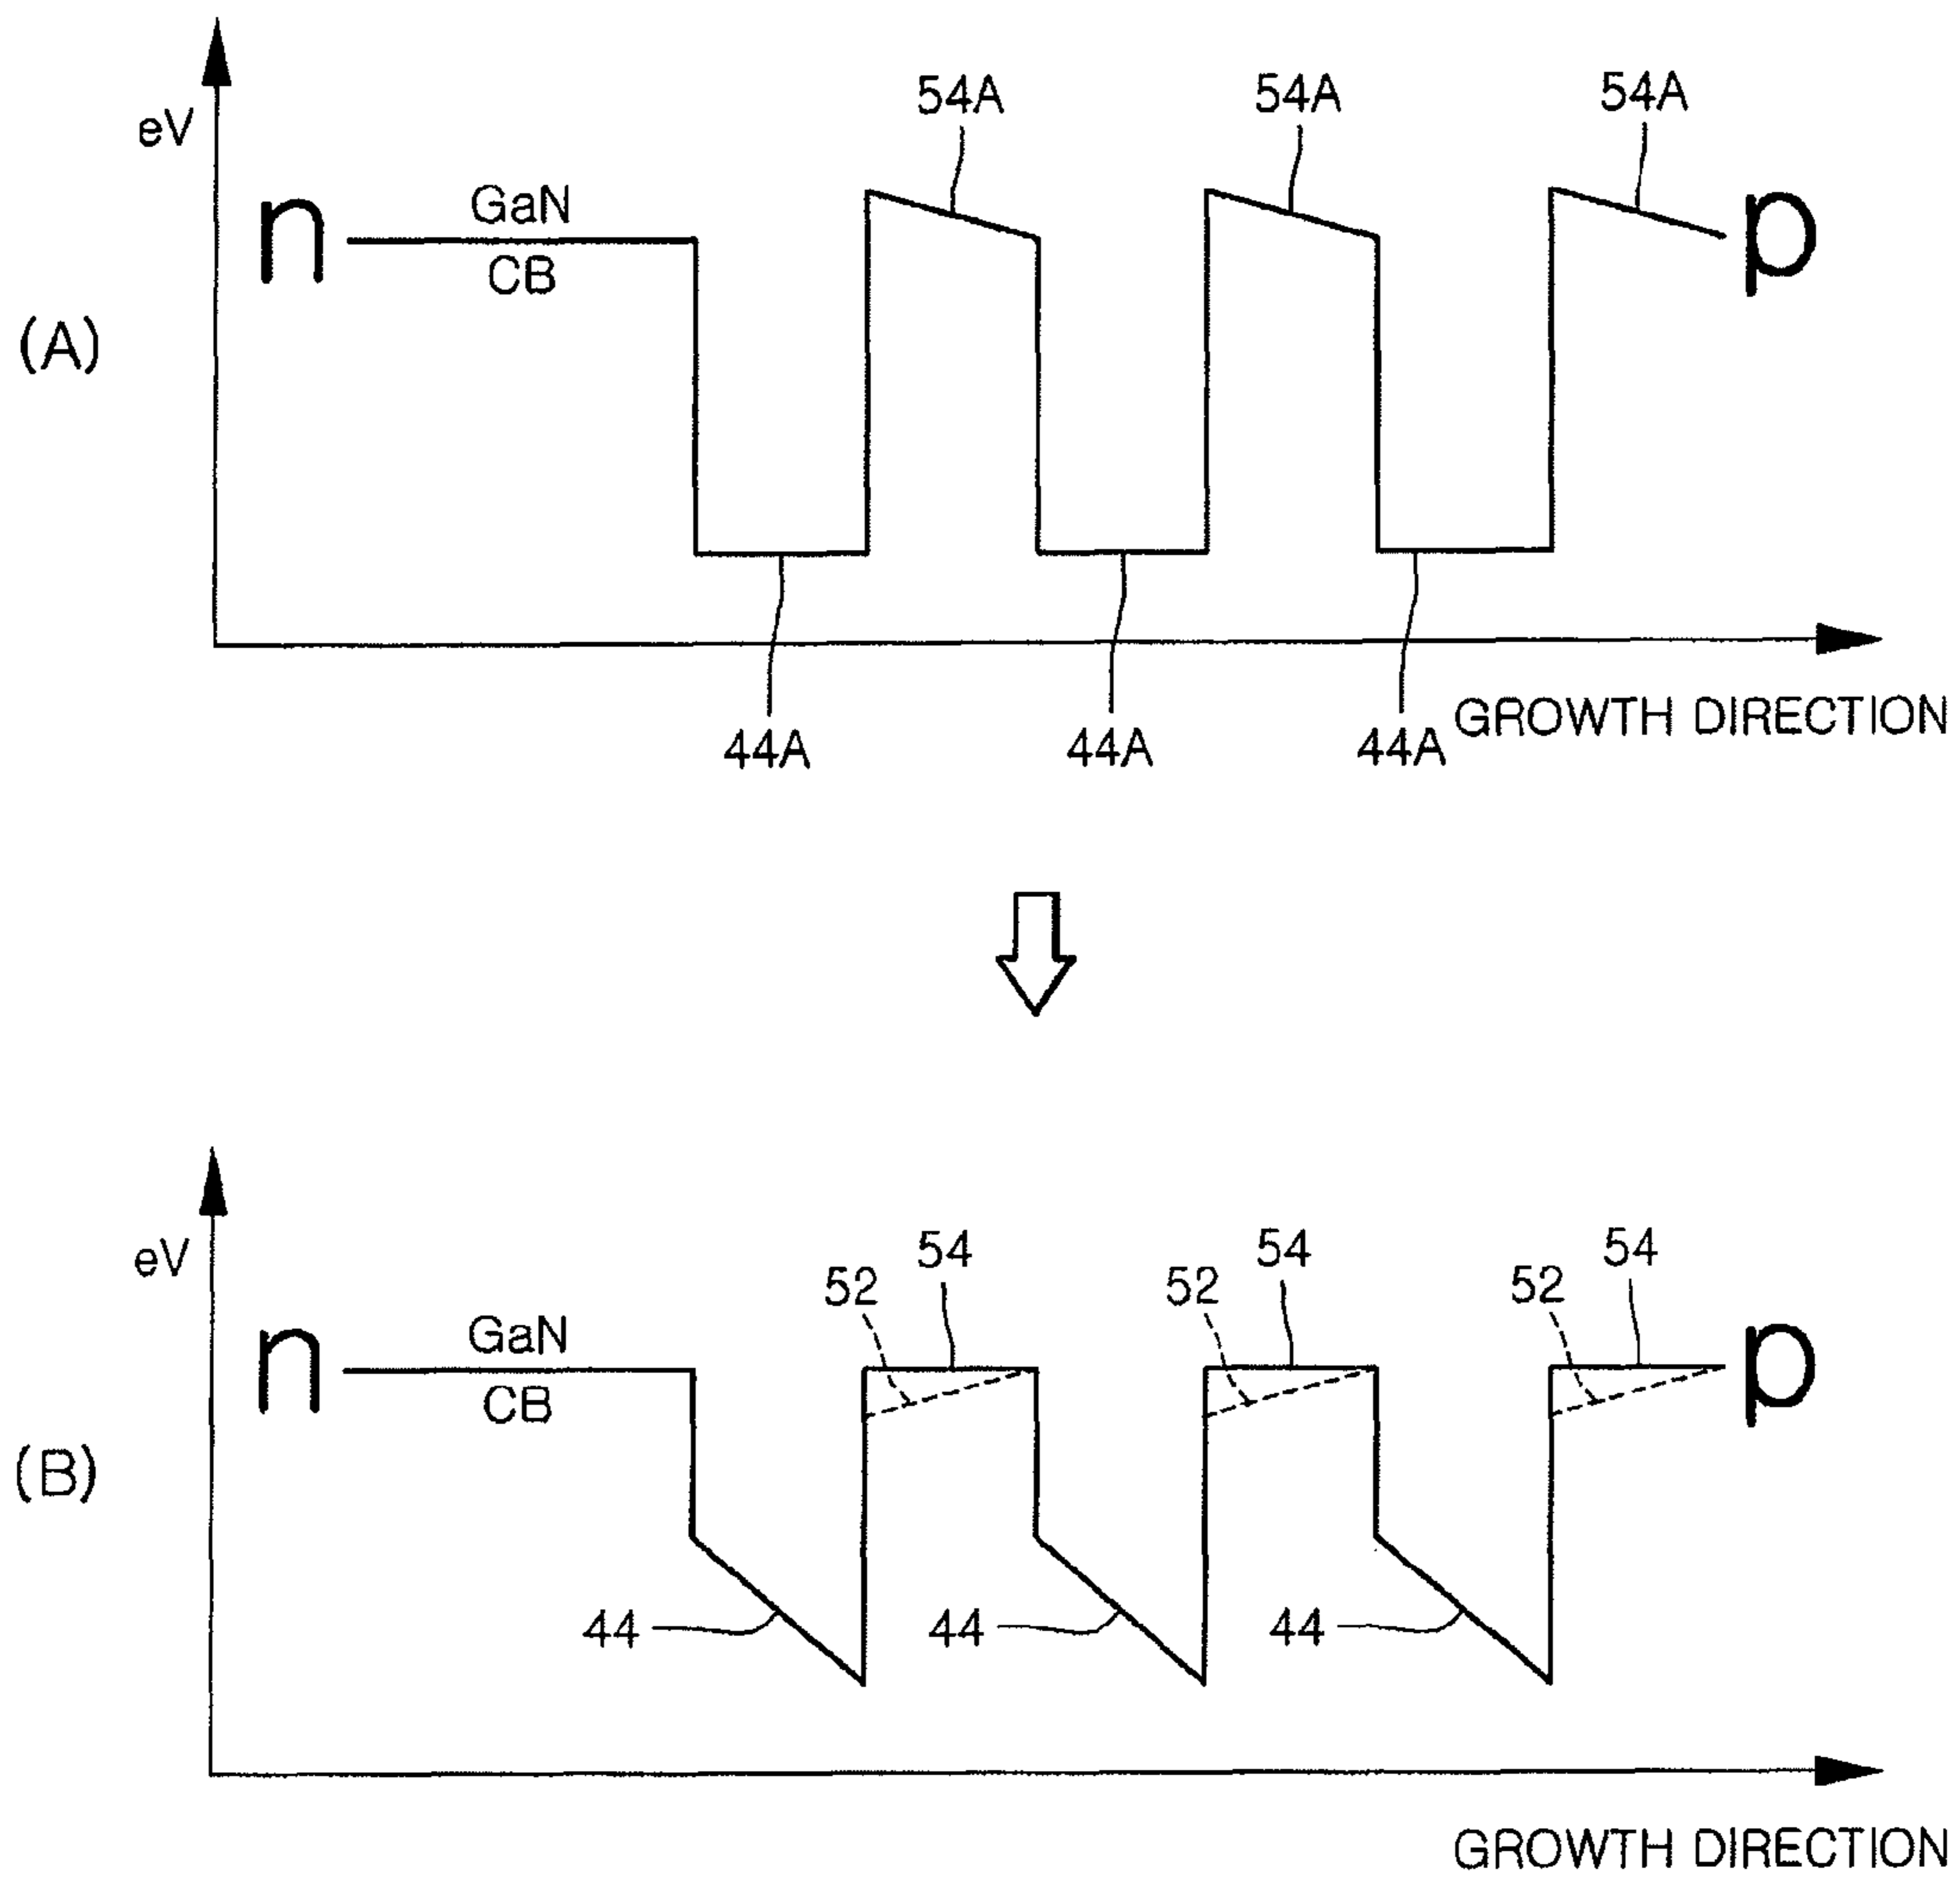 54A 54A 54A
eV
n GaN p
CB
(A)
GROWTH DIRECTION
44A 44A 44A
54 54 54
eV 52 52 52
n GaN p
CB
(B)
44 44 44
GROWTH DIRECTION